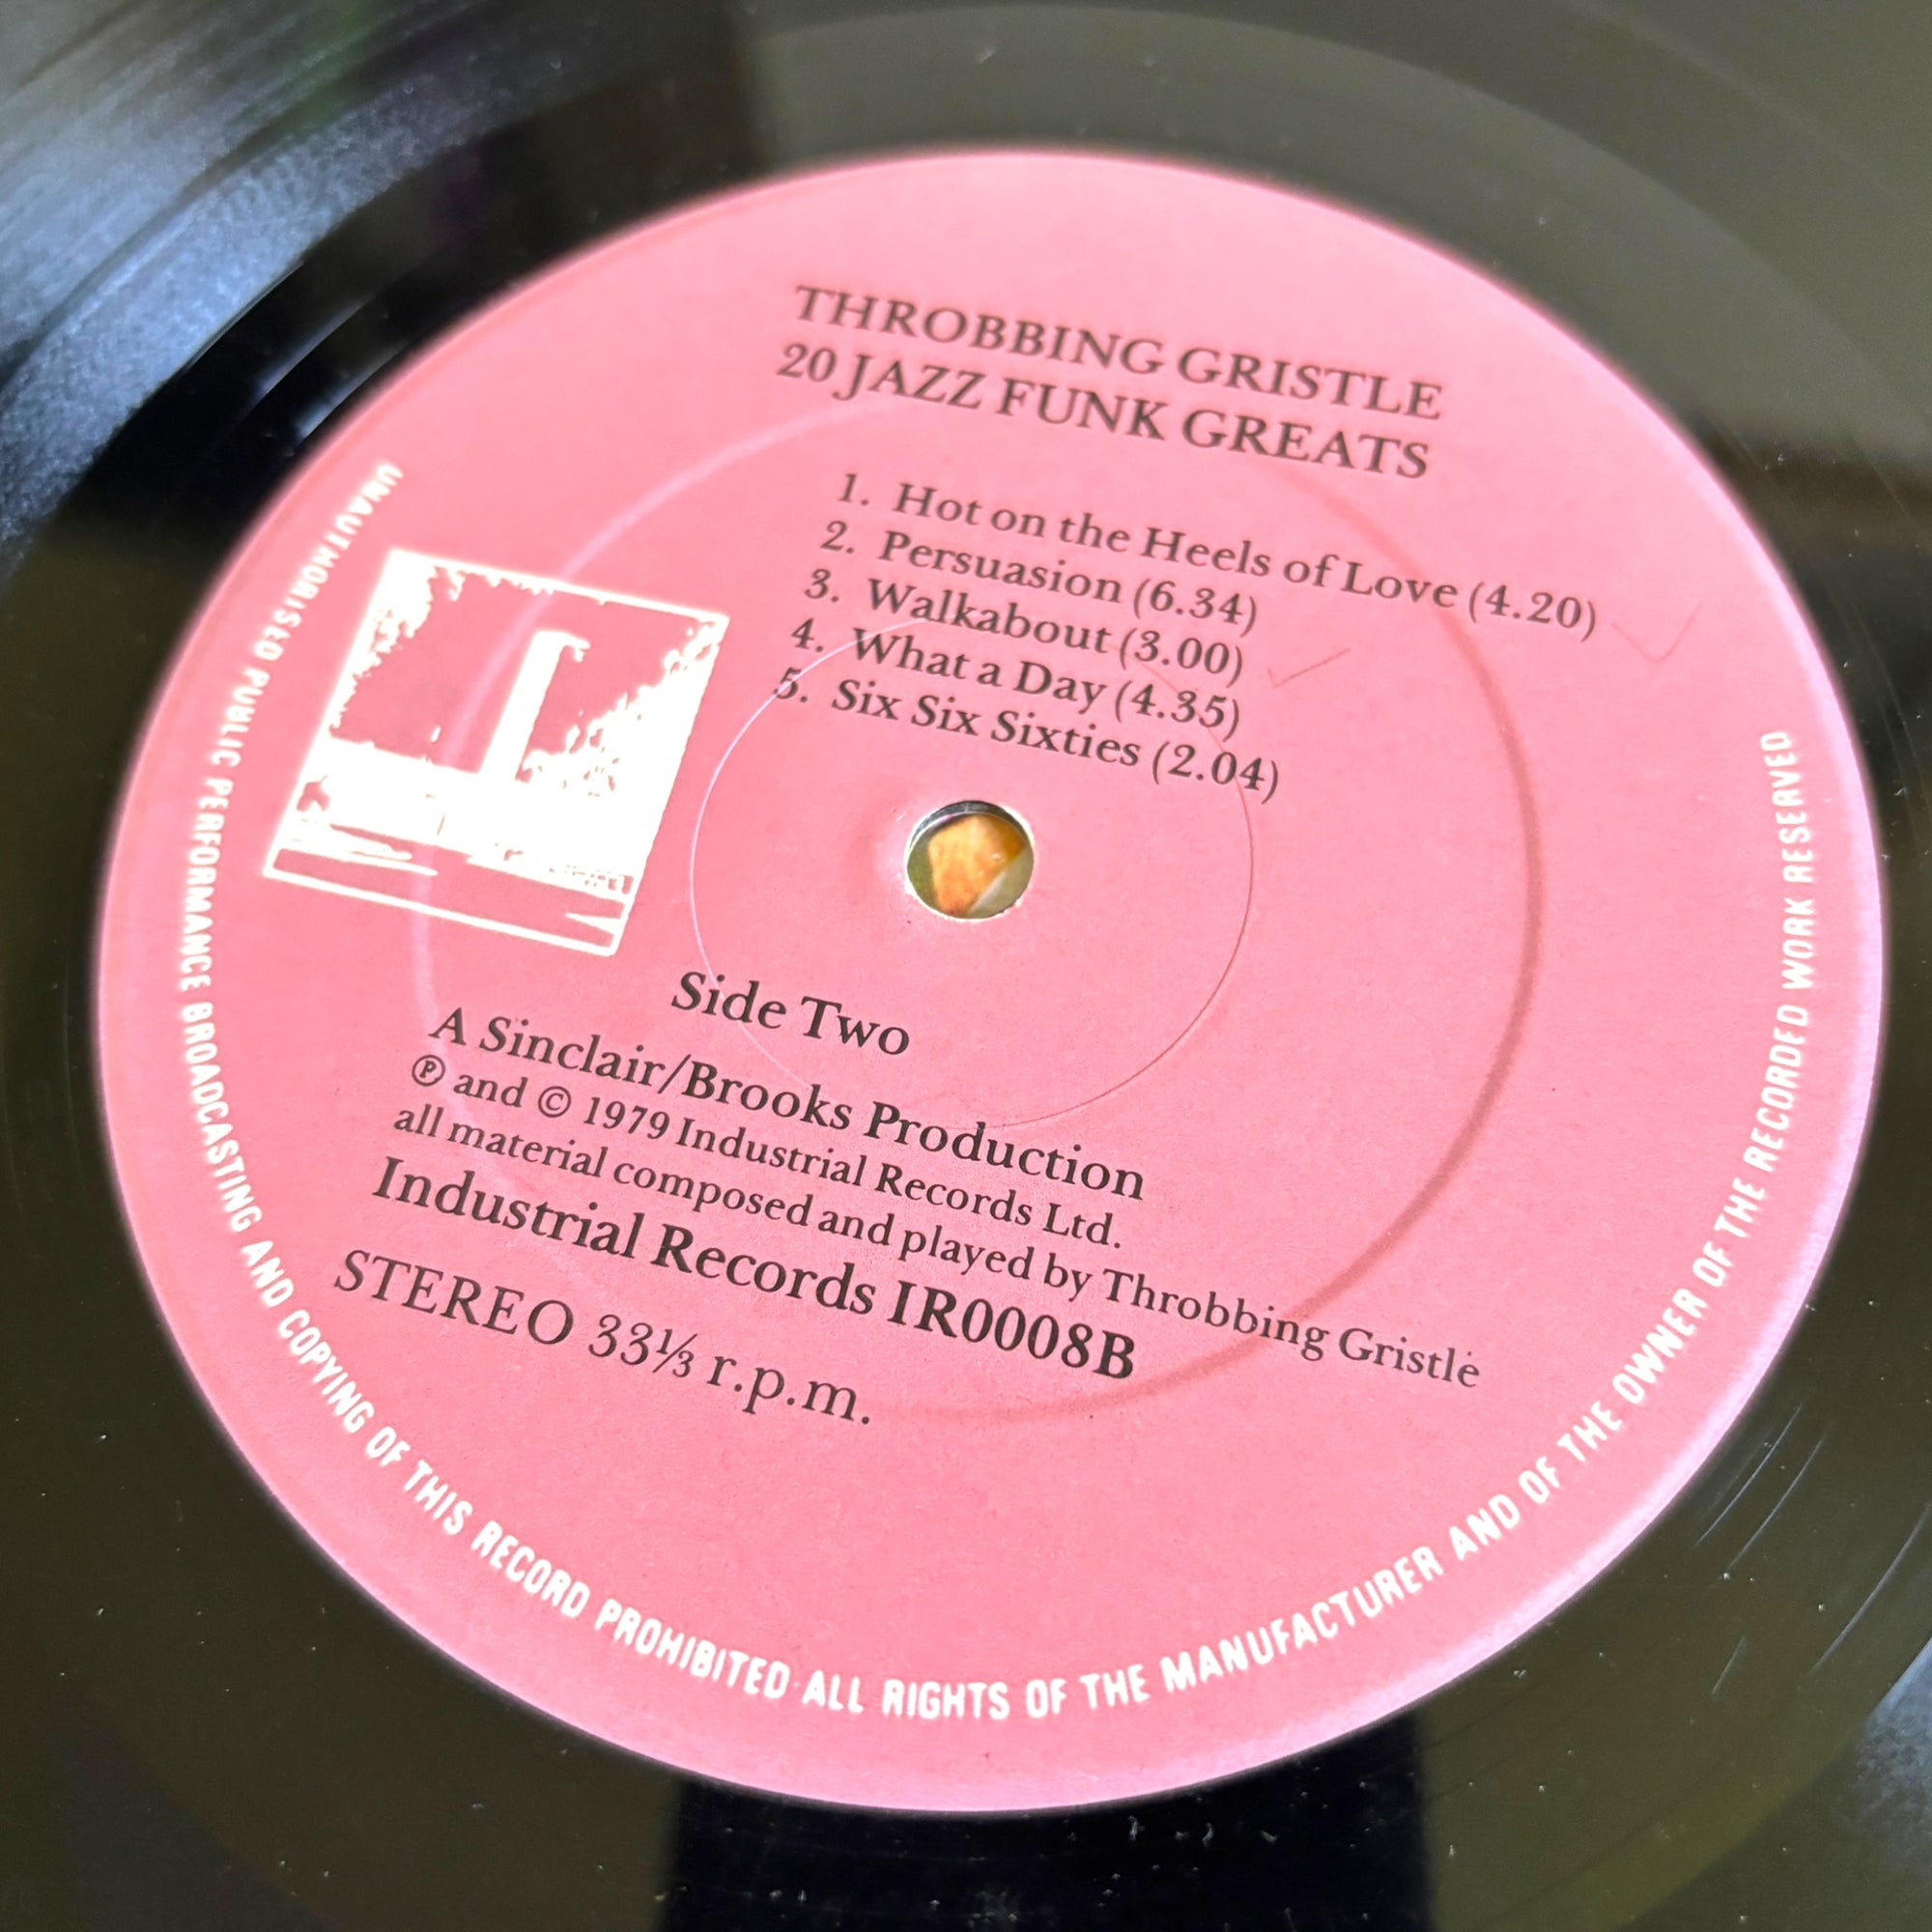 THROBBING GRISTLE
20 JAZZ FUNK GREATS
1. Hot on the Heels of Love (4.20)
2. Persuasion (6.34)
3. Walkabout (3.00)
4. What a Day (4.35)
5. Six Six Sixties (2.04)
Side Two
A Sinclair/Brooks Production
Ⓟ and © 1979 Industrial Records Ltd.
all material composed and played by Throbbing Gristle
Industrial Records IR0008B
STEREO 33⅓ r.p.m.
UNAUTHORISED PUBLIC PERFORMANCE BROADCASTING AND COPYING OF THIS RECORD PROHIBITED ALL RIGHTS OF THE MANUFACTURER AND OF THE OWNER OF THE RECORDED WORK RESERVED